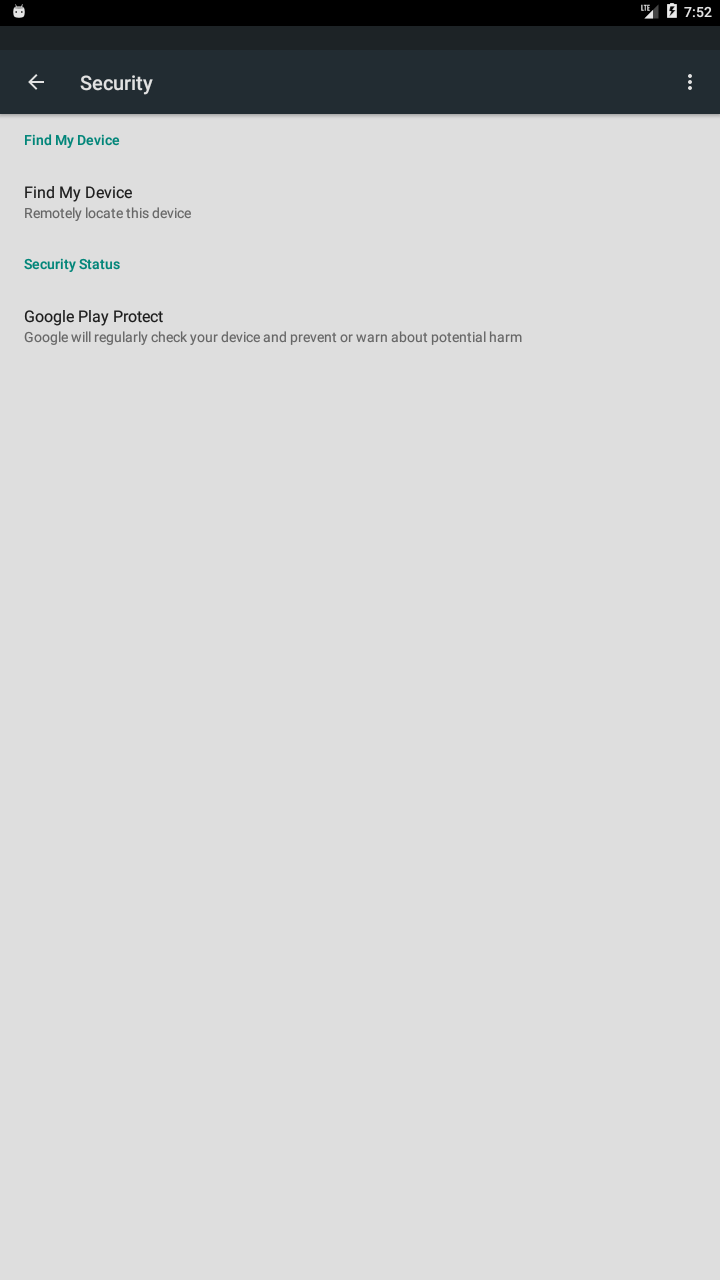 LTE 7:52
Security
Find My Device
Find My Device
Remotely locate this device
Security Status
Google Play Protect
Google will regularly check your device and prevent or warn about potential harm